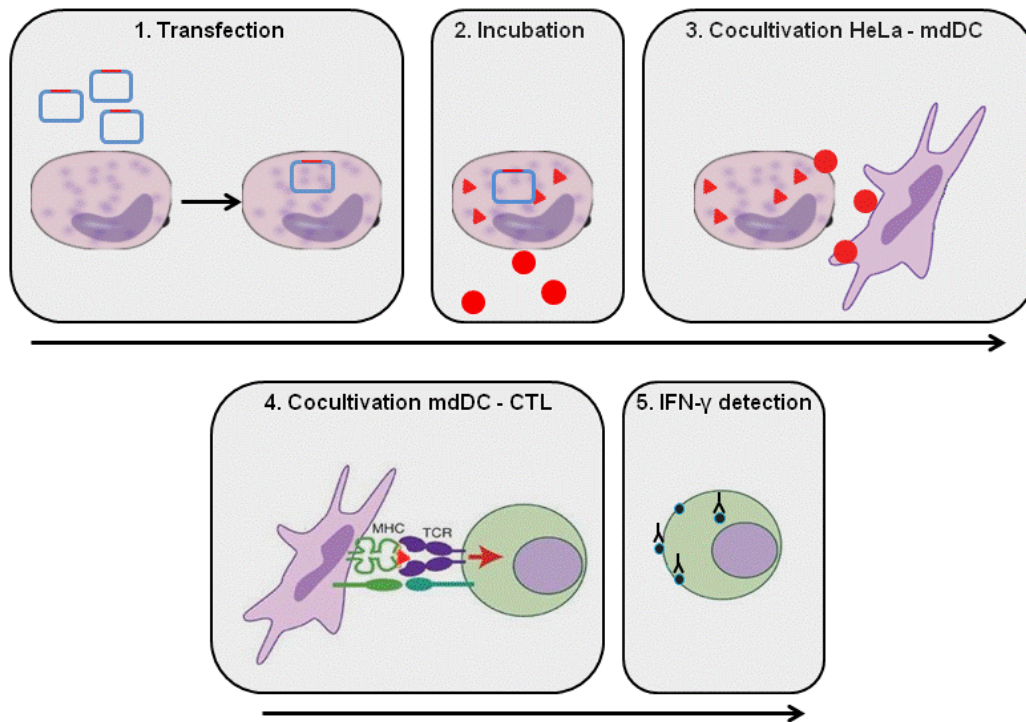 1. Transfection
2. Incubation
3. Cocultivation HeLa - mdDC
4. Cocultivation mdDC - CTL
MHC
TCR
5. IFN-γ detection